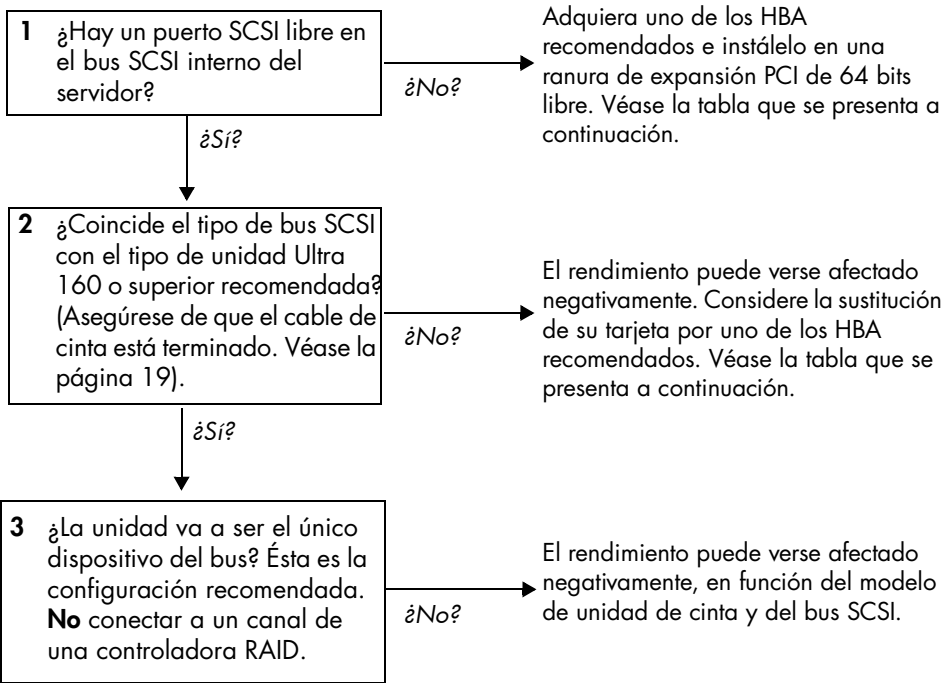 1 ¿Hay un puerto SCSI libre en
el bus SCSI interno del
servidor?
¿No?
Adquiera uno de los HBA
recomendados e instálelo en una
ranura de expansión PCI de 64 bits
libre. Véase la tabla que se presenta a
continuación.
¿Sí?
2 ¿Coincide el tipo de bus SCSI
con el tipo de unidad Ultra
160 o superior recomendada?
(Asegúrese de que el cable de
cinta está terminado. Véase la
página 19).
¿No?
El rendimiento puede verse afectado
negativamente. Considere la sustitución
de su tarjeta por uno de los HBA
recomendados. Véase la tabla que se
presenta a continuación.
¿Sí?
3 ¿La unidad va a ser el único
dispositivo del bus? Ésta es la
configuración recomendada.
No conectar a un canal de
una controladora RAID.
¿No?
El rendimiento puede verse afectado
negativamente, en función del modelo
de unidad de cinta y del bus SCSI.